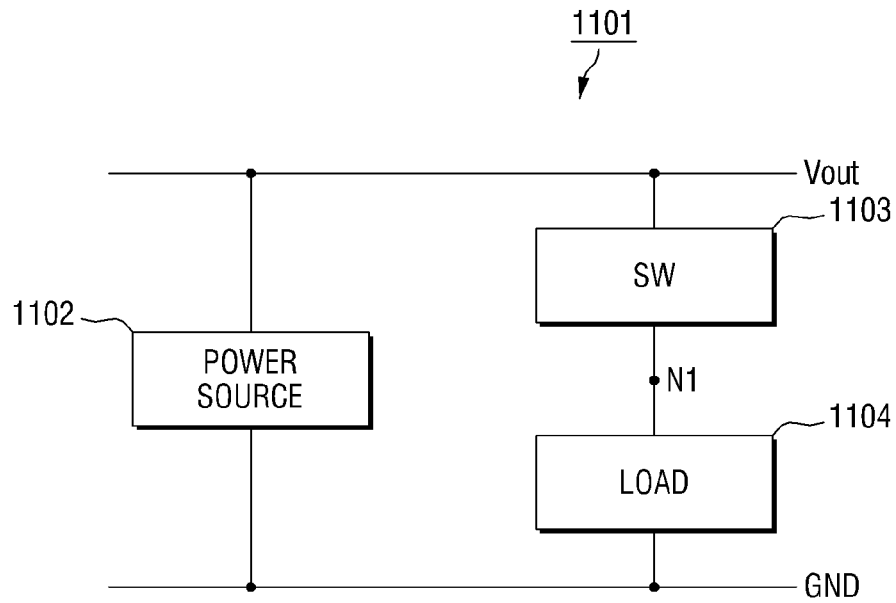 1101
Vout
1103
SW
1102
POWER
SOURCE
N1
1104
LOAD
GND